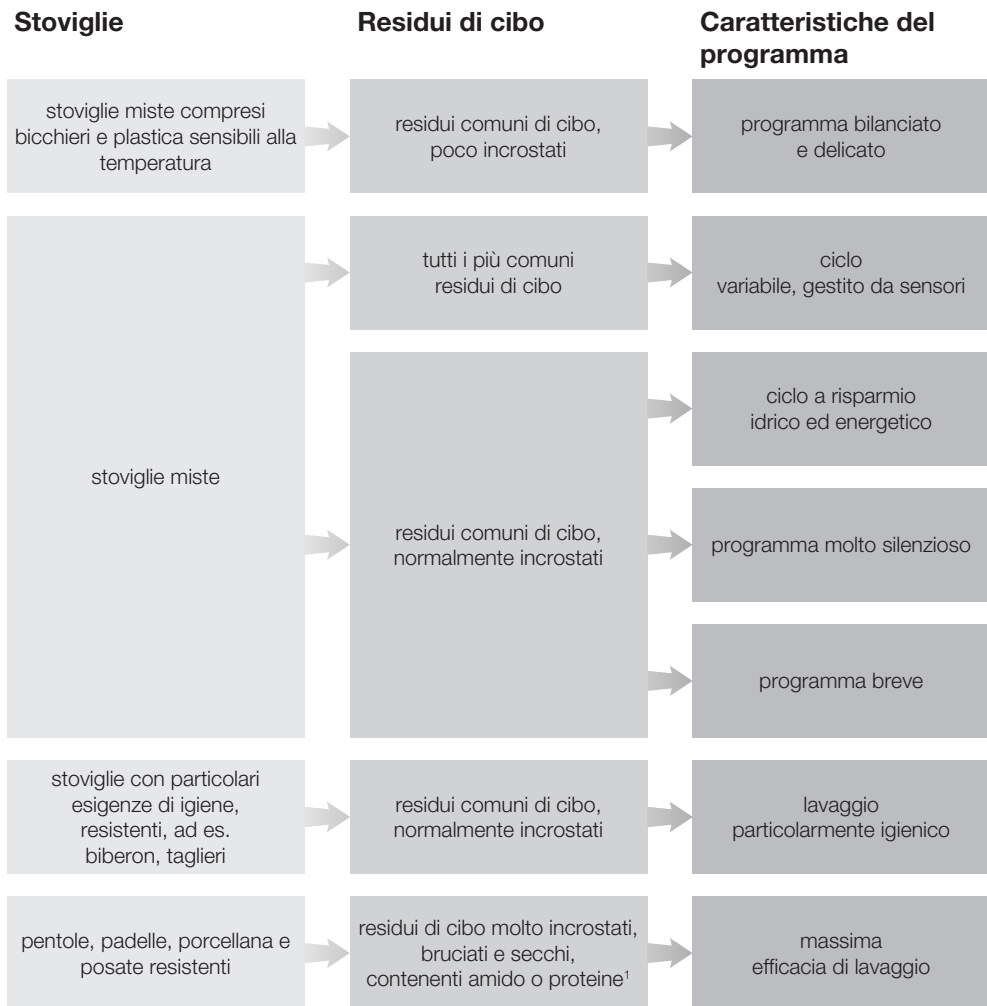 Stoviglie
Residui di cibo
Caratteristiche del
programma
stoviglie miste compresi
bicchieri e plastica sensibili alla
temperatura
residui comuni di cibo,
poco incrostati
programma bilanciato
e delicato
stoviglie miste
tutti i più comuni
residui di cibo
ciclo
variabile, gestito da sensori
residui comuni di cibo,
normalmente incrostati
ciclo a risparmio
idrico ed energetico
programma molto silenzioso
programma breve
stoviglie con particolari
esigenze di igiene,
resistenti, ad es.
biberon, taglieri
residui comuni di cibo,
normalmente incrostati
lavaggio
particolarmente igienico
pentole, padelle, porcellana e
posate resistenti
residui di cibo molto incrostati,
bruciati e secchi,
contenenti amido o proteine¹
massima
efficacia di lavaggio